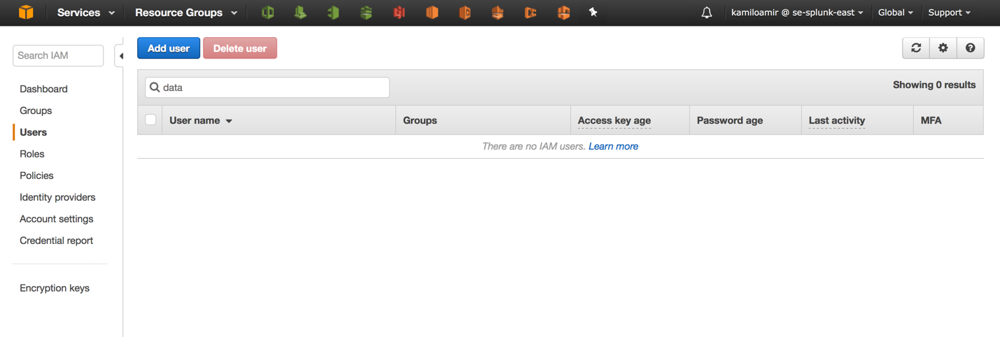 Services Resource Groups kamiloamir @ se-splunk-east Global Support
Search IAM
Dashboard
Groups
Users
Roles
Policies
Identity providers
Account settings
Credential report
Encryption keys
Add user Delete user
data Showing 0 results
User name Groups Access key age Password age Last activity MFA
There are no IAM users. Learn more